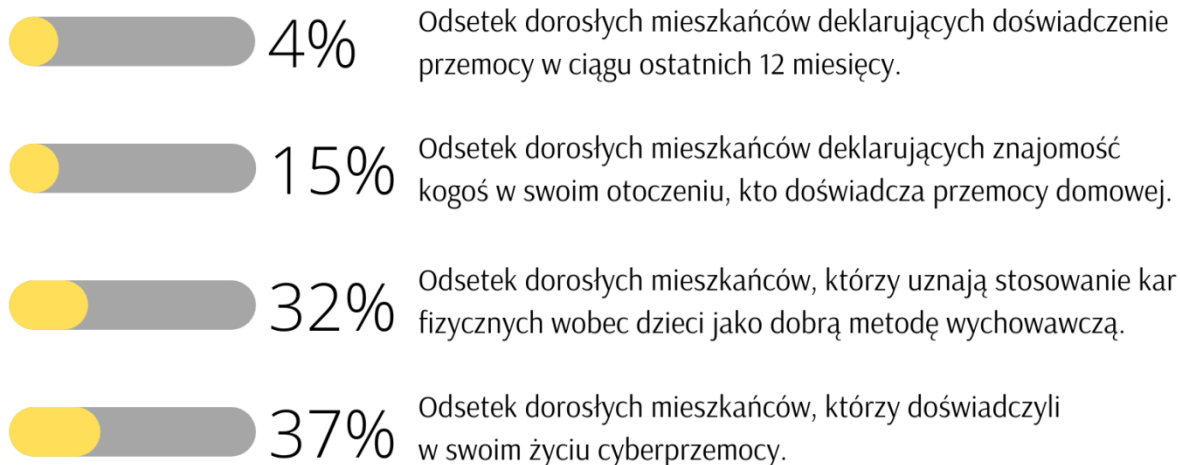 4%
Odsetek dorosłych mieszkańców deklarujących doświadczenie
przemocy w ciągu ostatnich 12 miesięcy.
15%
Odsetek dorosłych mieszkańców deklarujących znajomość
kogoś w swoim otoczeniu, kto doświadcza przemocy domowej.
32%
Odsetek dorosłych mieszkańców, którzy uznają stosowanie kar
fizycznych wobec dzieci jako dobrą metodę wychowawczą.
37%
Odsetek dorosłych mieszkańców, którzy doświadczyli
w swoim życiu cyberprzemocy.